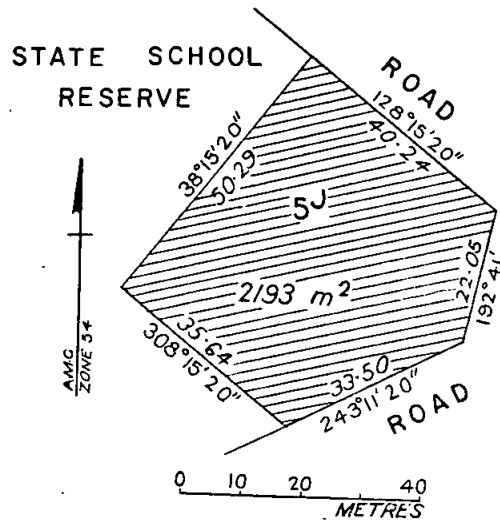 STATE SCHOOL
RESERVE
ROAD
128°15'20"
40·24
38°15'20"
50·29
5J
2193 m²
22·05
192°41'
35·64
308°15'20"
33·50
243°11'20"
ROAD
AMG
ZONE 54
0 10 20 40
METRES